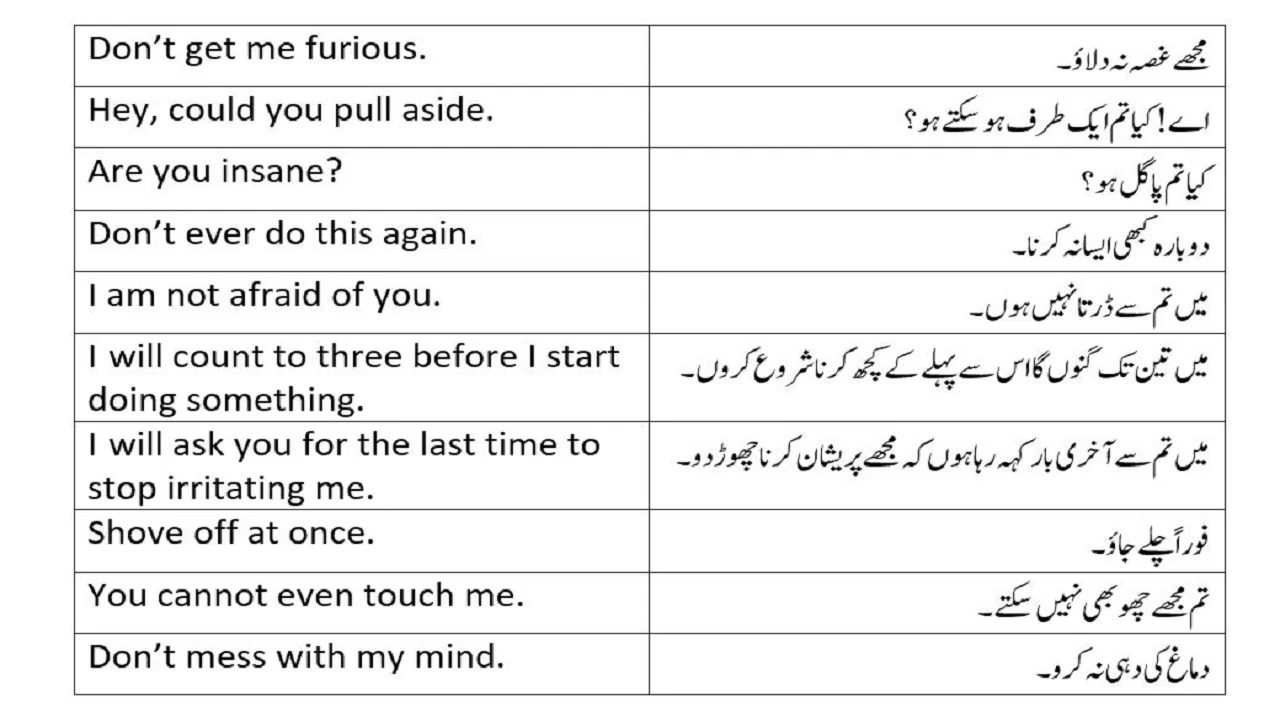 Don’t get me furious.
مجھے غصہ نہ دلاؤ۔
Hey, could you pull aside.
اے! کیا تم ایک طرف ہو سکتے ہو؟
Are you insane?
کیا تم پاگل ہو؟
Don’t ever do this again.
دوبارہ کبھی ایسا نہ کرنا۔
I am not afraid of you.
میں تم سے ڈرتا نہیں ہوں۔
I will count to three before I start
doing something.
میں تین تک گنوں گا اس سے پہلے کے کچھ کرنا شروع کروں۔
I will ask you for the last time to
stop irritating me.
میں تم سے آخری بار کہہ رہا ہوں کہ مجھے پریشان کرنا چھوڑ دو۔
Shove off at once.
فوراً چلے جاؤ۔
You cannot even touch me.
تم مجھے چھو بھی نہیں سکتے۔
Don’t mess with my mind.
دماغ کی دہی نہ کرو۔